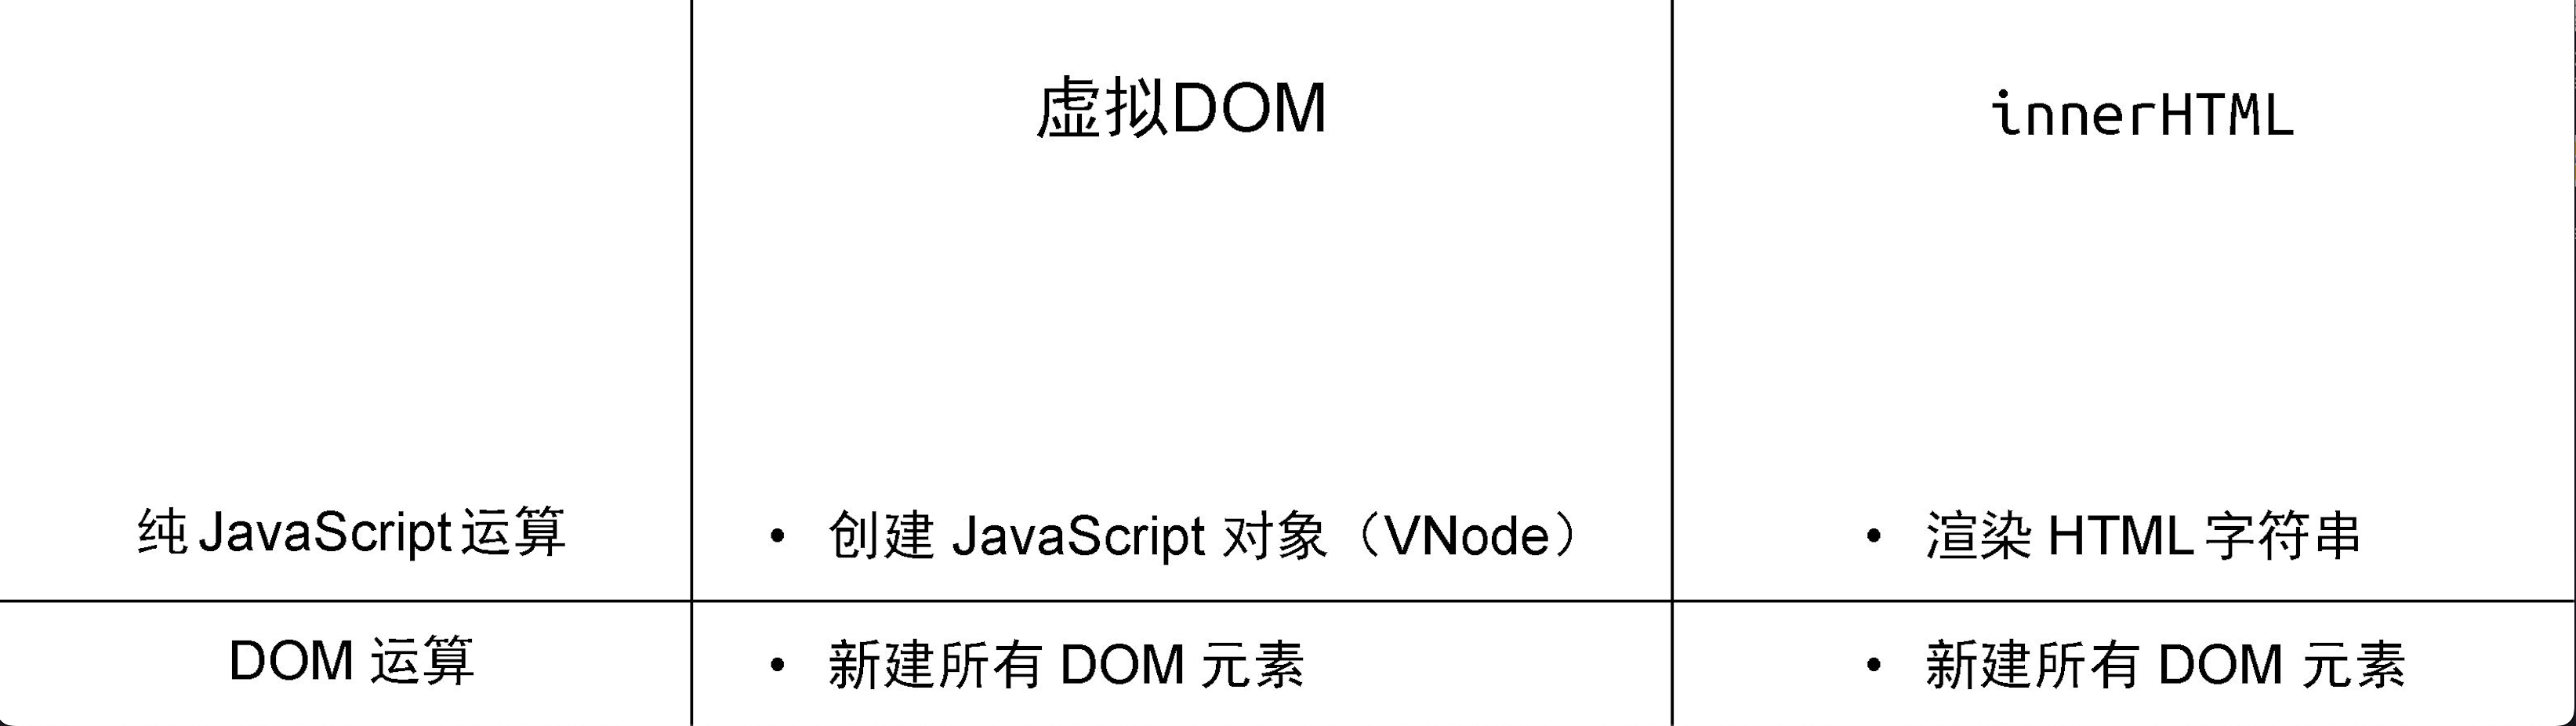 虚拟DOM
innerHTML
纯 JavaScript 运算
• 创建 JavaScript 对象（VNode）
• 渲染 HTML 字符串
DOM 运算
• 新建所有 DOM 元素
• 新建所有 DOM 元素